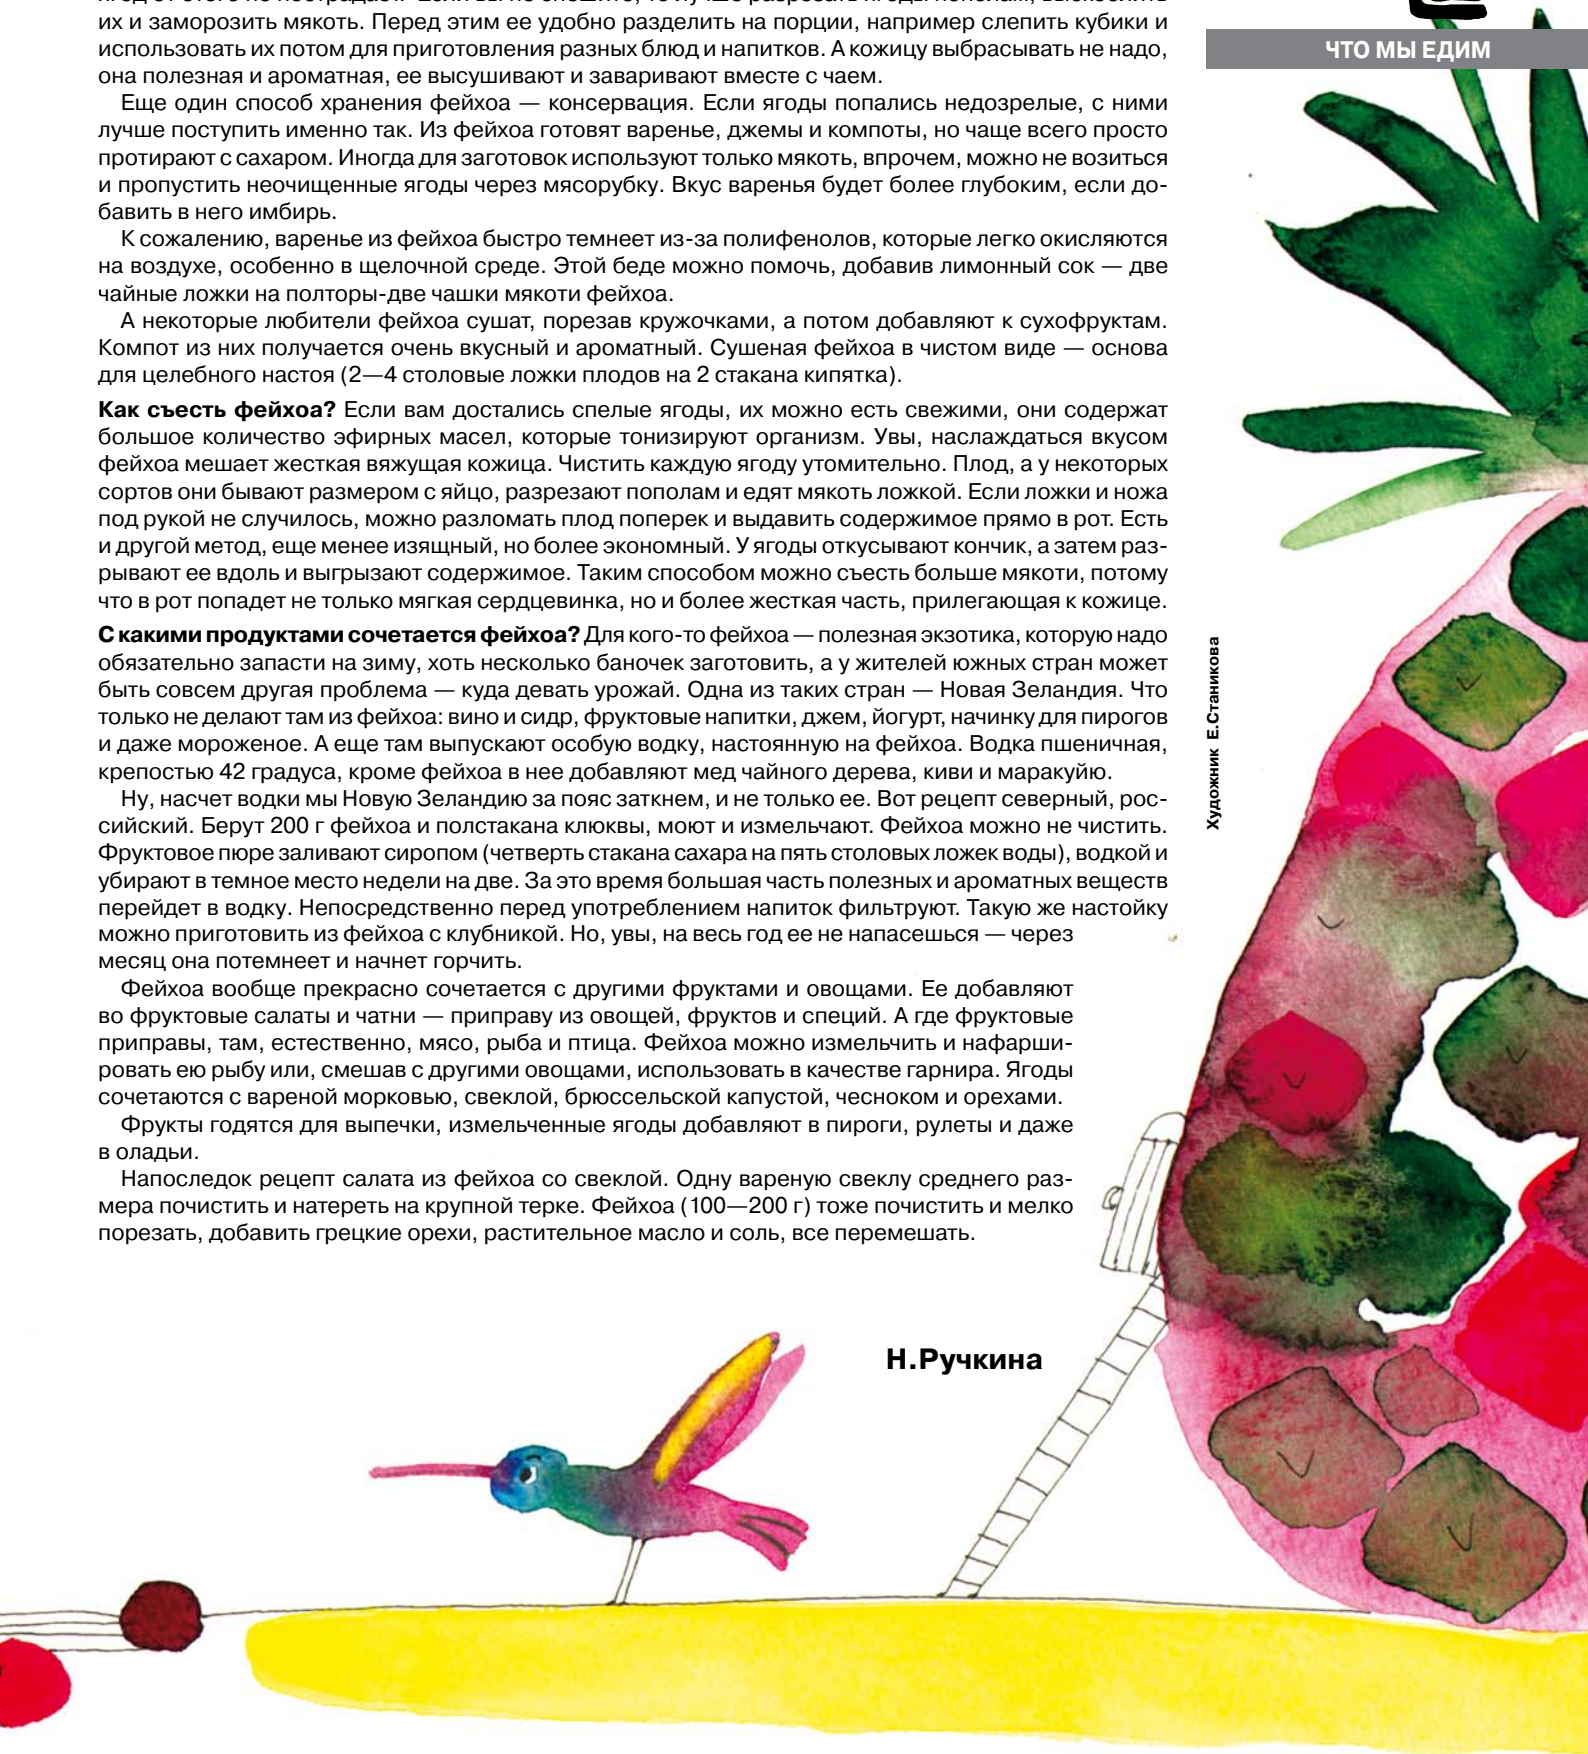 их и заморозить мякоть. Перед этим ее удобно разделить на порции, например слепить кубики и
использовать их потом для приготовления разных блюд и напитков. А кожицу выбрасывать не надо,
она полезная и ароматная, ее высушивают и заваривают вместе с чаем.
Еще один способ хранения фейхоа — консервация. Если ягоды попались недозрелые, с ними
лучше поступить именно так. Из фейхоа готовят варенье, джемы и компоты, но чаще всего просто
протирают с сахаром. Иногда для заготовок используют только мякоть, впрочем, можно не возиться
и пропустить неочищенные ягоды через мясорубку. Вкус варенья будет более глубоким, если до-
бавить в него имбирь.
К сожалению, варенье из фейхоа быстро темнеет из-за полифенолов, которые легко окисляются
на воздухе, особенно в щелочной среде. Этой беде можно помочь, добавив лимонный сок — две
чайные ложки на полторы-две чашки мякоти фейхоа.
А некоторые любители фейхоа сушат, порезав кружочками, а потом добавляют к сухофруктам.
Компот из них получается очень вкусный и ароматный. Сушеная фейхоа в чистом виде — основа
для целебного настоя (2—4 столовые ложки плодов на 2 стакана кипятка).
Как съесть фейхоа? Если вам достались спелые ягоды, их можно есть свежими, они содержат
большое количество эфирных масел, которые тонизируют организм. Увы, наслаждаться вкусом
фейхоа мешает жесткая вяжущая кожица. Чистить каждую ягоду утомительно. Плод, а у некоторых
сортов они бывают размером с яйцо, разрезают пополам и едят мякоть ложкой. Если ложки и ножа
под рукой не случилось, можно разломать плод поперек и выдавить содержимое прямо в рот. Есть
и другой метод, еще менее изящный, но более экономный. У ягоды откусывают кончик, а затем раз-
рывают ее вдоль и выгрызают содержимое. Таким способом можно съесть больше мякоти, потому
что в рот попадет не только мягкая сердцевинка, но и более жесткая часть, прилегающая к кожице.
С какими продуктами сочетается фейхоа? Для кого-то фейхоа — полезная экзотика, которую надо
обязательно запасти на зиму, хоть несколько баночек заготовить, а у жителей южных стран может
быть совсем другая проблема — куда девать урожай. Одна из таких стран — Новая Зеландия. Что
только не делают там из фейхоа: вино и сидр, фруктовые напитки, джем, йогурт, начинку для пирогов
и даже мороженое. А еще там выпускают особую водку, настоянную на фейхоа. Водка пшеничная,
крепостью 42 градуса, кроме фейхоа в нее добавляют мед чайного дерева, киви и маракуйю.
Ну, насчет водки мы Новую Зеландию за пояс заткнем, и не только ее. Вот рецепт северный, рос-
сийский. Берут 200 г фейхоа и полстакана клюквы, моют и измельчают. Фейхоа можно не чистить.
Фруктовое пюре заливают сиропом (четверть стакана сахара на пять столовых ложек воды), водкой и
убирают в темное место недели на две. За это время большая часть полезных и ароматных веществ
перейдет в водку. Непосредственно перед употреблением напиток фильтруют. Такую же настойку
можно приготовить из фейхоа с клубникой. Но, увы, на весь год ее не напасешься — через
месяц она потемнеет и начнет горчить.
Фейхоа вообще прекрасно сочетается с другими фруктами и овощами. Ее добавляют
во фруктовые салаты и чатни — приправу из овощей, фруктов и специй. А где фруктовые
приправы, там, естественно, мясо, рыба и птица. Фейхоа можно измельчить и нафарши-
ровать ею рыбу или, смешав с другими овощами, использовать в качестве гарнира. Ягоды
сочетаются с вареной морковью, свеклой, брюссельской капустой, чесноком и орехами.
Фрукты годятся для выпечки, измельченные ягоды добавляют в пироги, рулеты и даже
в оладьи.
Напоследок рецепт салата из фейхоа со свеклой. Одну вареную свеклу среднего раз-
мера почистить и натереть на крупной терке. Фейхоа (100—200 г) тоже почистить и мелко
порезать, добавить грецкие орехи, растительное масло и соль, все перемешать.
Н.Ручкина
ЧТО МЫ ЕДИМ
Художник Е.Станикова